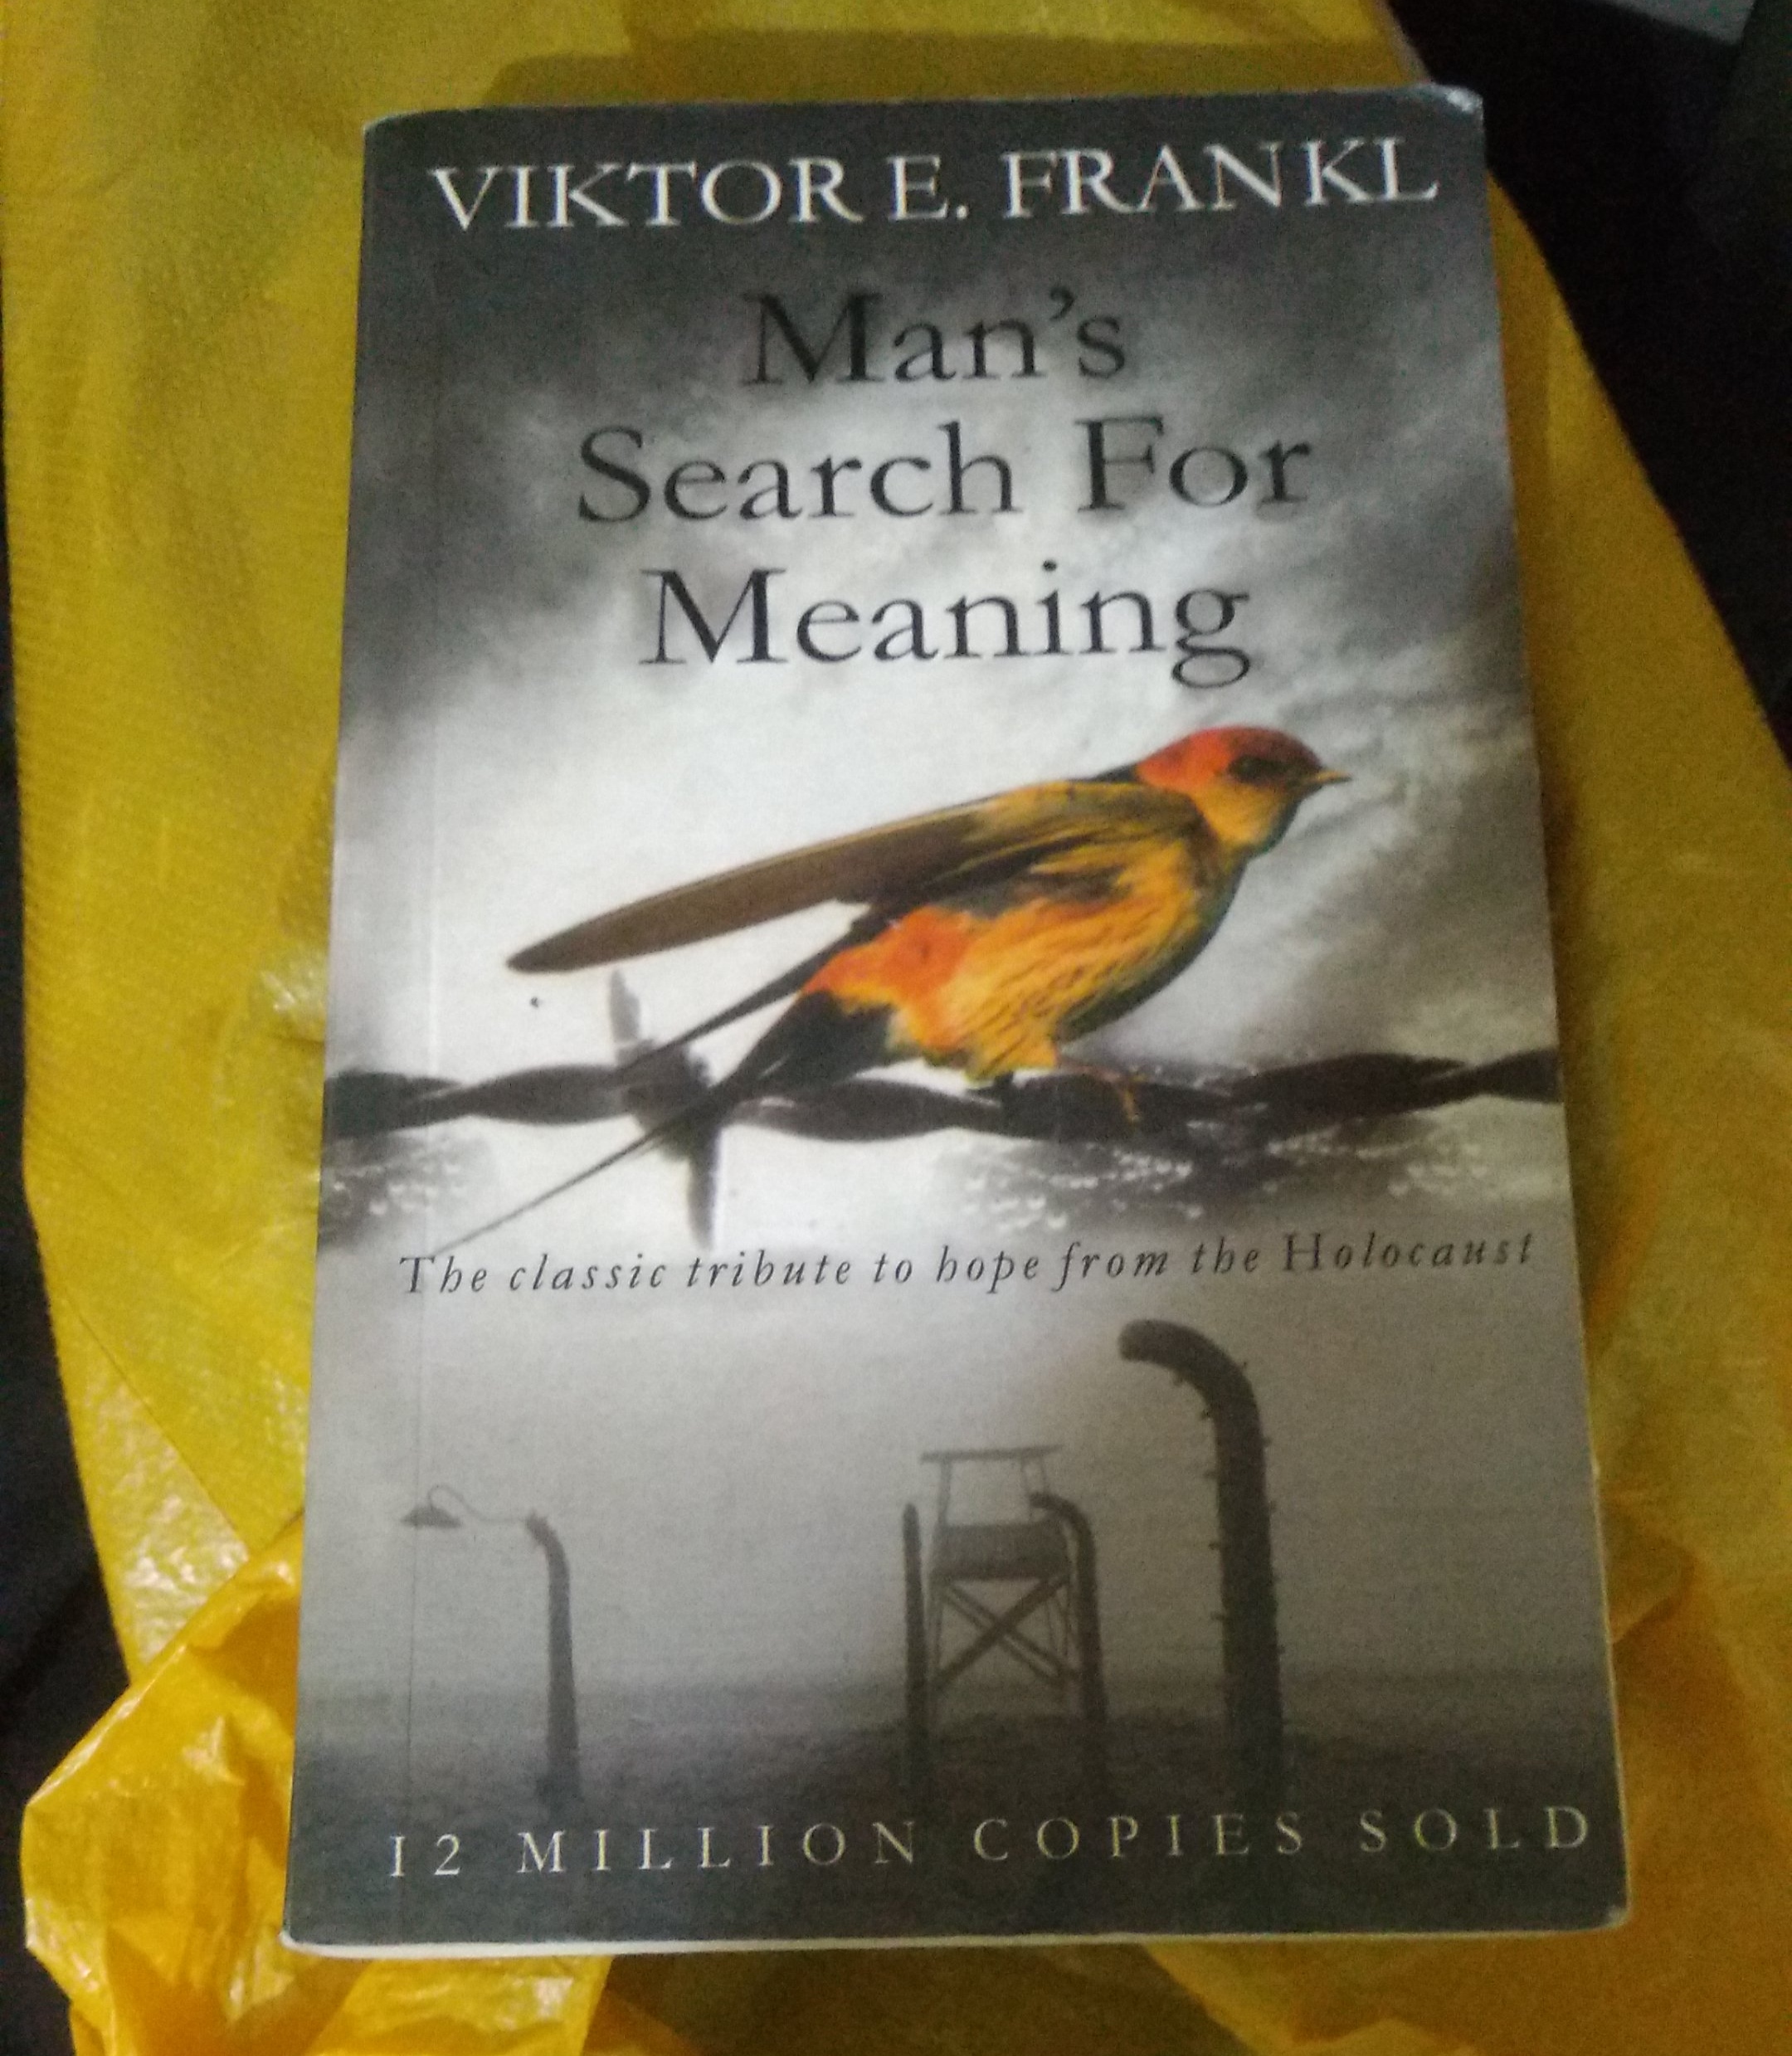 VIKTOR E. FRANKL
Man's
Search For
Meaning
The classic tribute to hope from the Holocaust
12 MILLION COPIES SOLD